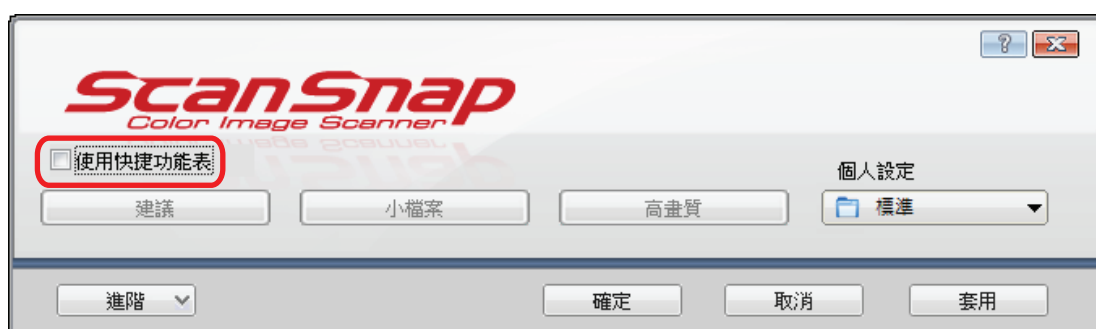 ScanSnap
Color Image Scanner
使用快捷功能表
個人設定
建議
小檔案
高畫質
標準
進階
確定
取消
套用